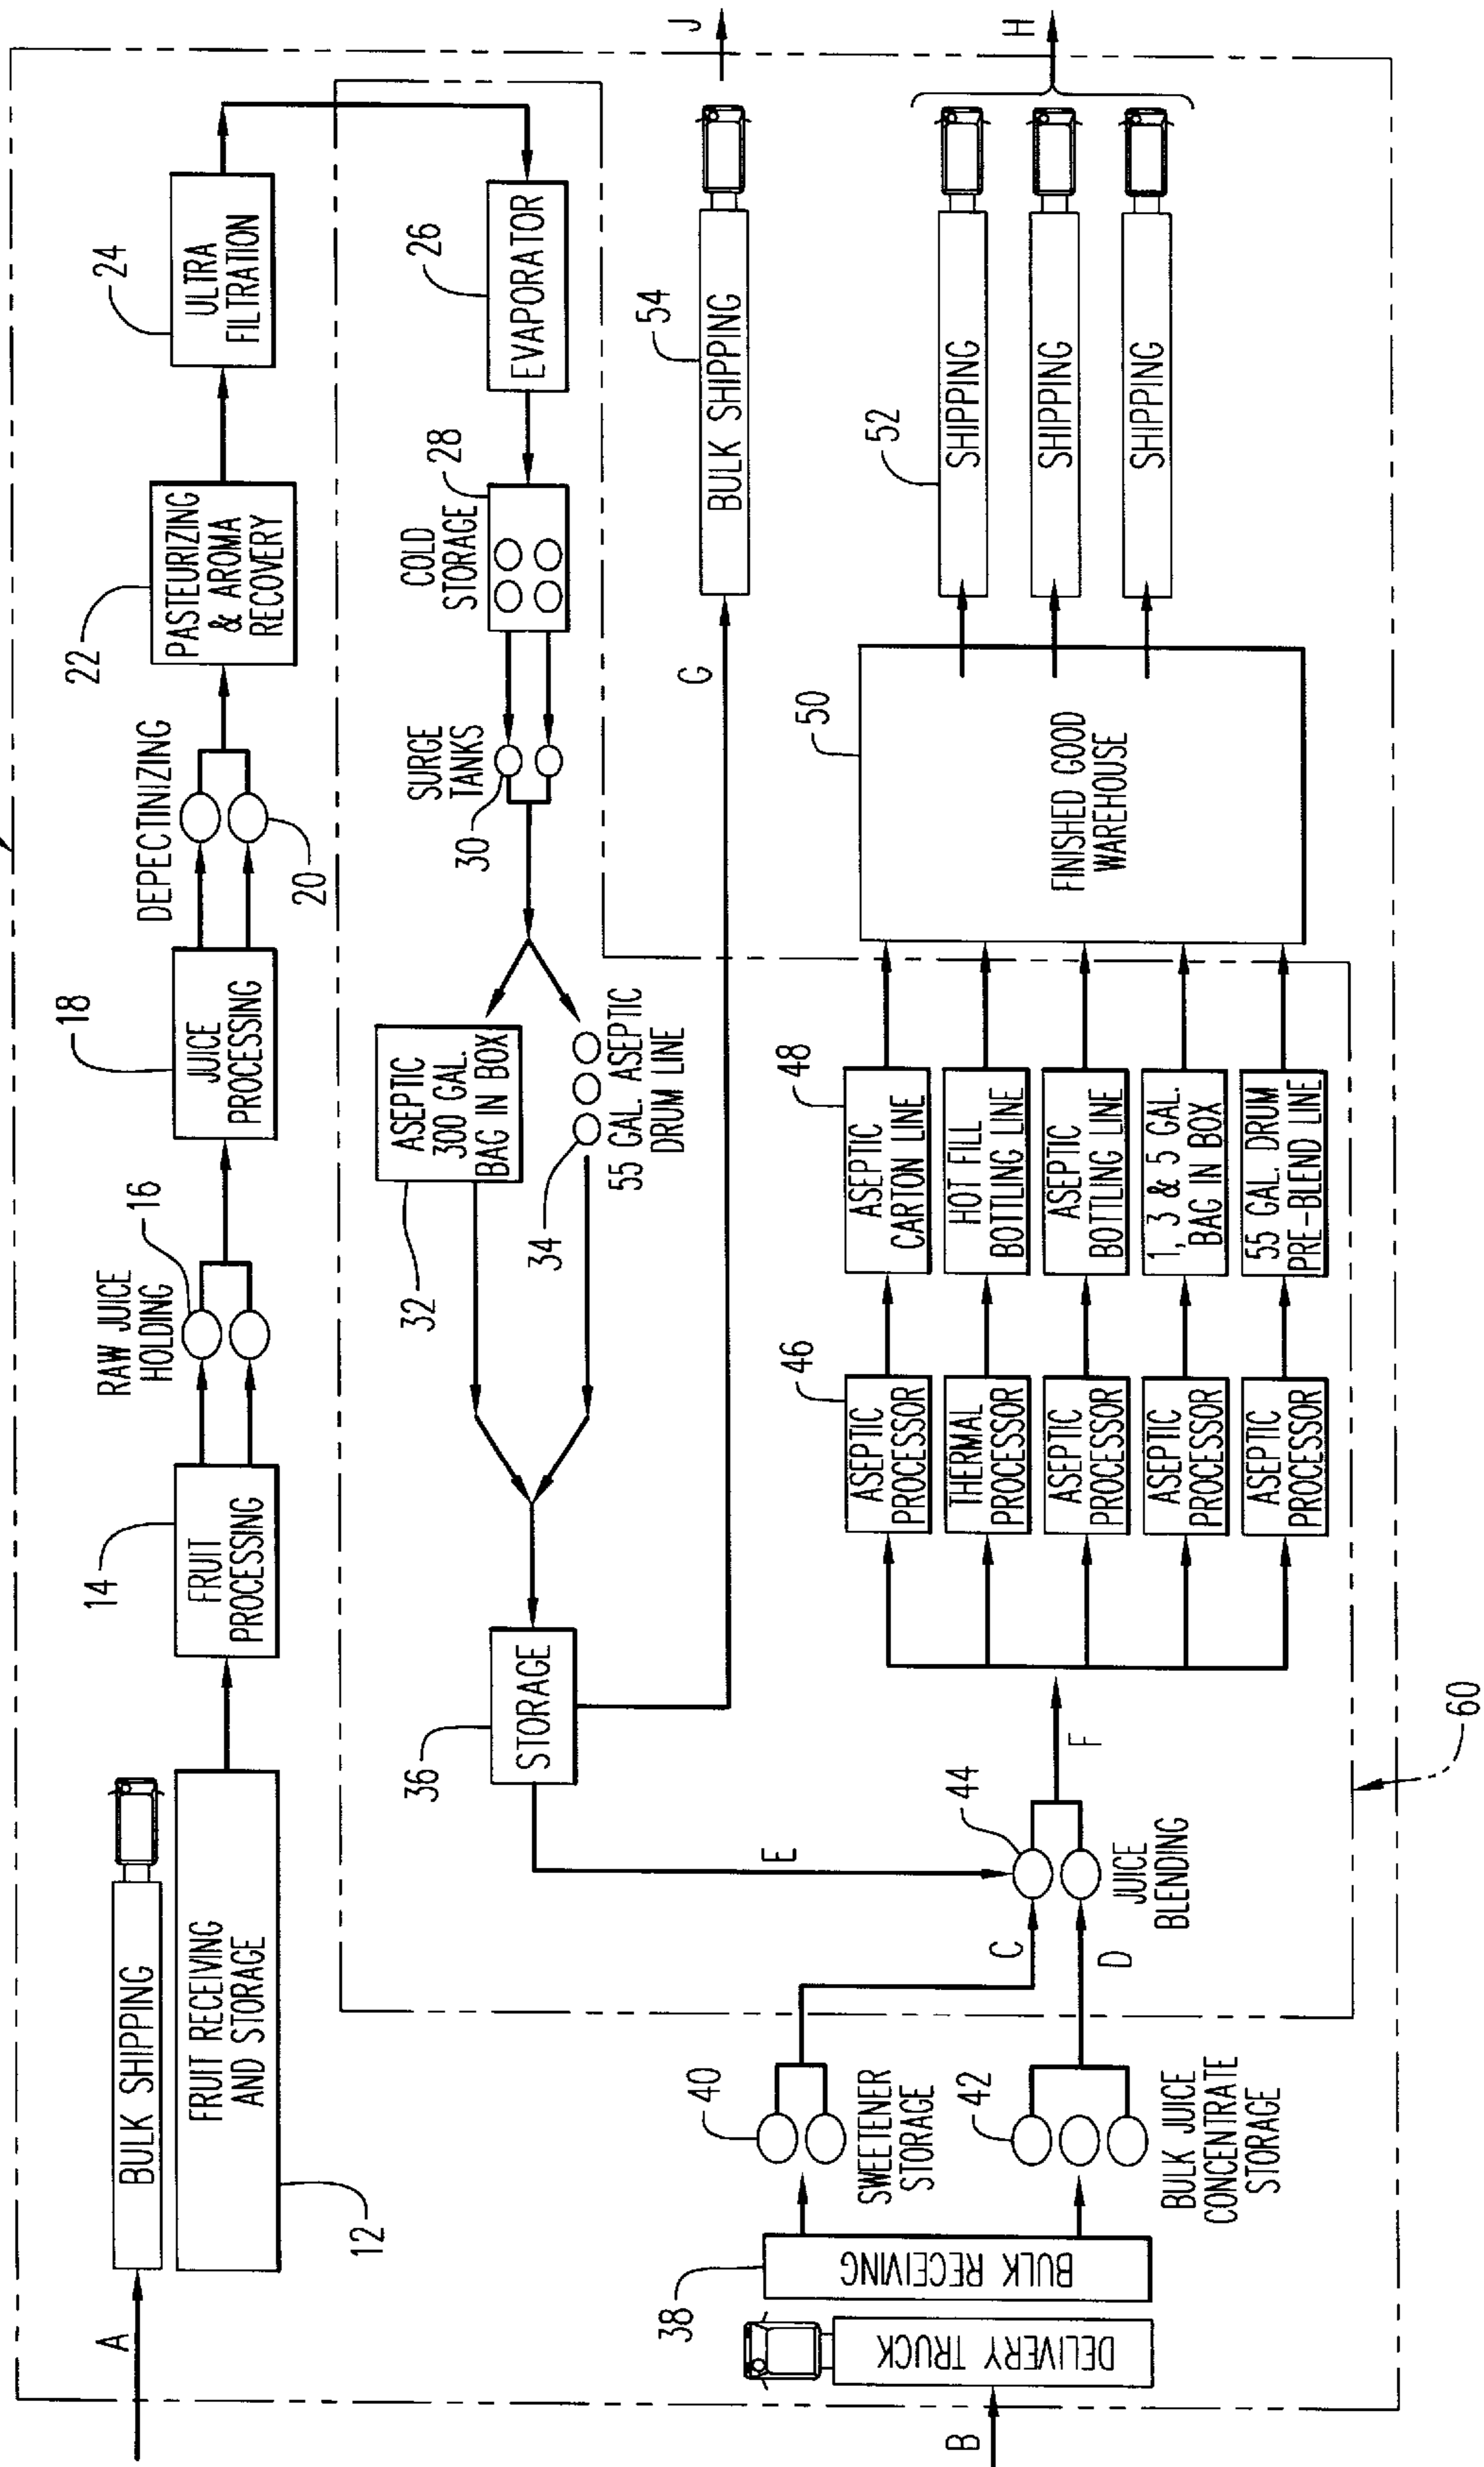 A
BULK SHIPPING
FRUIT RECEIVING
AND STORAGE
12
14
FRUIT
PROCESSING
RAW JUICE
HOLDING
16
18
JUICE
PROCESSING
DEPECTINIZING
20
22
PASTEURIZING
& AROMA
RECOVERY
24
ULTRA
FILTRATION
26
EVAPORATOR
COLD
STORAGE
28
SURGE
TANKS
30
ASEPTIC
300 GAL.
BAG IN BOX
32
34
55 GAL. ASEPTIC
DRUM LINE
36
STORAGE
E
G
54
BULK SHIPPING
J
B
DELIVERY TRUCK
38
BULK RECEIVING
40
SWEETENER
STORAGE
42
BULK JUICE
CONCENTRATE
STORAGE
C
D
44
JUICE
BLENDING
F
46
ASEPTIC
PROCESSOR
THERMAL
PROCESSOR
ASEPTIC
PROCESSOR
ASEPTIC
PROCESSOR
ASEPTIC
PROCESSOR
48
ASEPTIC
CARTON LINE
HOT FILL
BOTTLING LINE
ASEPTIC
BOTTLING LINE
1, 3 & 5 GAL.
BAG IN BOX
55 GAL. DRUM
PRE-BLEND LINE
50
FINISHED GOOD
WAREHOUSE
52
SHIPPING
SHIPPING
SHIPPING
H
60